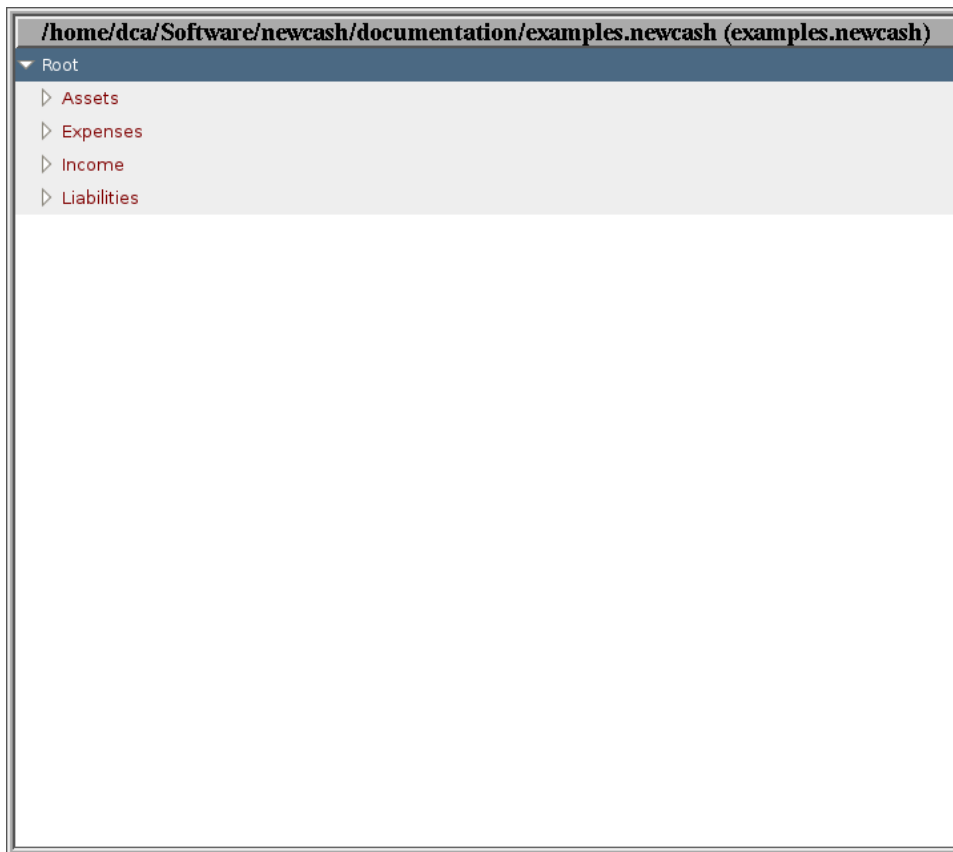 /home/dca/Software/newcash/documentation/examples.newcash (examples.newcash)
Root
Assets
Expenses
Income
Liabilities